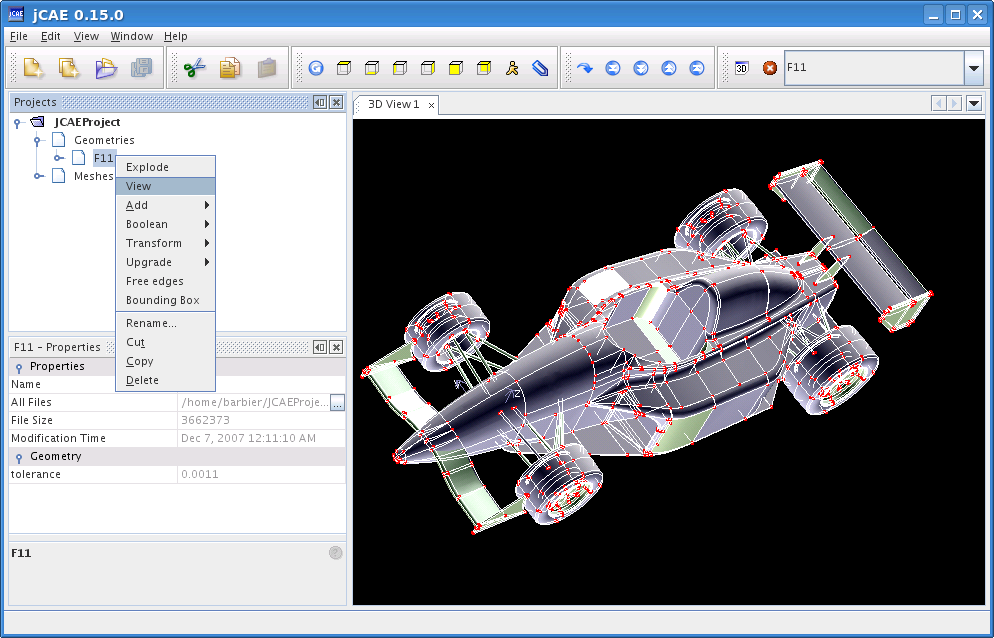 jCAE 0.15.0
File Edit View Window Help
3D F11
Projects
3D View 1 x
JCAEProject
Geometries
F11
Meshes
Explode
View
Add
Boolean
Transform
Upgrade
Free edges
Bounding Box
Rename...
Cut
Copy
Delete
F11 - Properties
Properties
Name
All Files /home/barbier/JCAEProje... ...
File Size 3662373
Modification Time Dec 7, 2007 12:11:10 AM
Geometry
tolerance 0.0011
F11 ?
Z